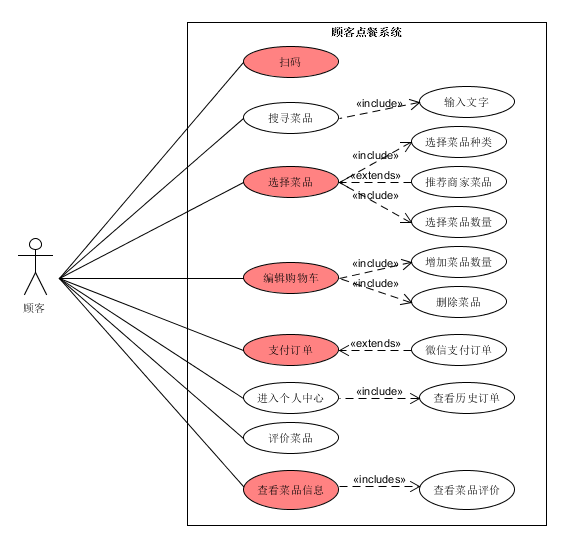 顾客点餐系统
扫码
搜寻菜品
«include»
输入文字
选择菜品
«include»
选择菜品种类
«extends»
推荐商家菜品
«include»
选择菜品数量
顾客
编辑购物车
«include»
增加菜品数量
«include»
删除菜品
支付订单
«extends»
微信支付订单
进入个人中心
«include»
查看历史订单
评价菜品
查看菜品信息
«includes»
查看菜品评价